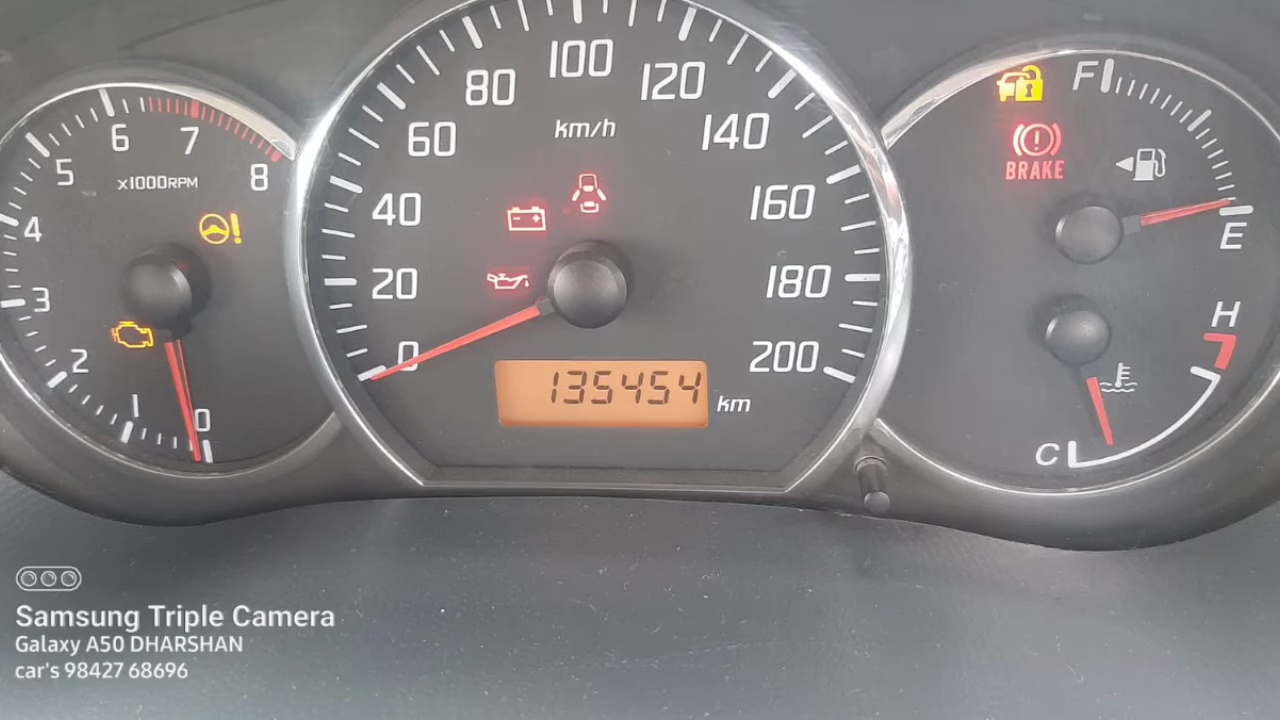 F
100
80
120
6
7
km/h
60
140
5
x1000RPM
8
BRAKE
40
160
4
E
20
180
3
H
0
200
2
135454 km
1
0
C
Samsung Triple Camera
Galaxy A50 DHARSHAN
car's 98427 68696